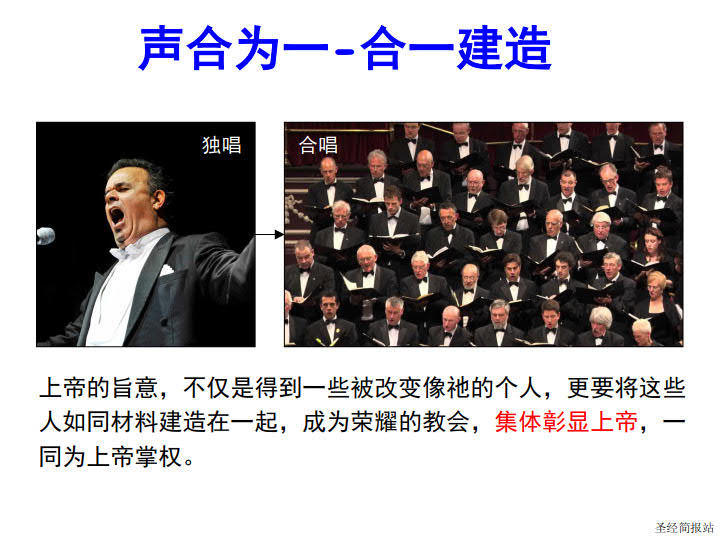 声合为一-合一建造
独唱
合唱
上帝的旨意，不仅是得到一些被改变像祂的个人，更要将这些
人如同材料建造在一起，成为荣耀的教会，集体彰显上帝，一
同为上帝掌权。
圣经简报站